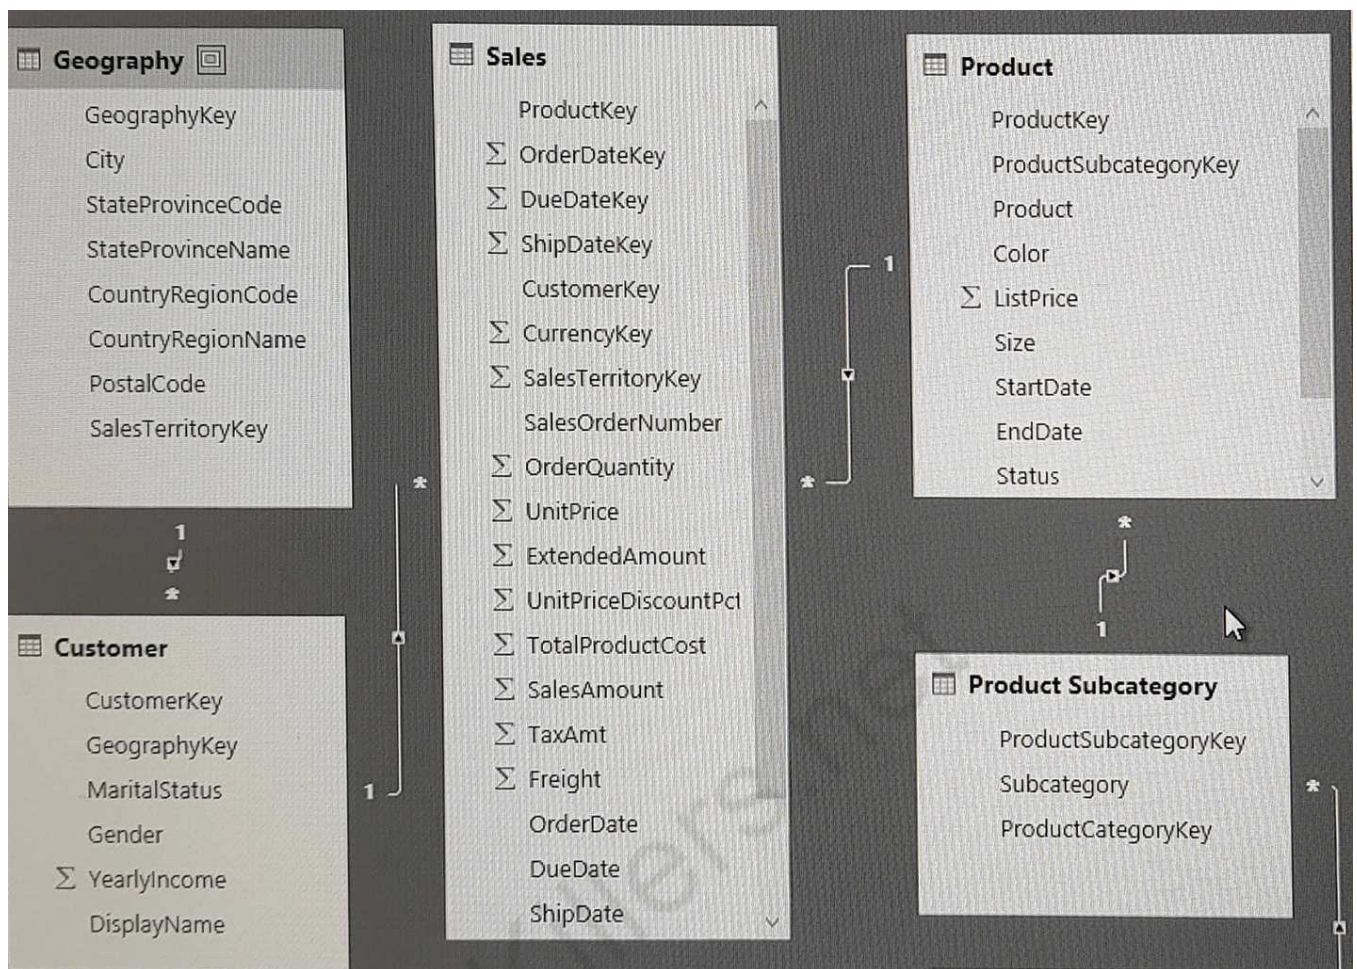 Geography
GeographyKey
City
StateProvinceCode
StateProvinceName
CountryRegionCode
CountryRegionName
PostalCode
SalesTerritoryKey
1
*
Customer
CustomerKey
GeographyKey
MaritalStatus
Gender
Σ YearlyIncome
DisplayName
1
*
Sales
ProductKey
Σ OrderDateKey
Σ DueDateKey
Σ ShipDateKey
CustomerKey
Σ CurrencyKey
Σ SalesTerritoryKey
SalesOrderNumber
Σ OrderQuantity
Σ UnitPrice
Σ ExtendedAmount
Σ UnitPriceDiscountPct
Σ TotalProductCost
Σ SalesAmount
Σ TaxAmt
Σ Freight
OrderDate
DueDate
ShipDate
*
1
Product
ProductKey
ProductSubcategoryKey
Product
Color
Σ ListPrice
Size
StartDate
EndDate
Status
*
1
Product Subcategory
ProductSubcategoryKey
Subcategory
ProductCategoryKey
*